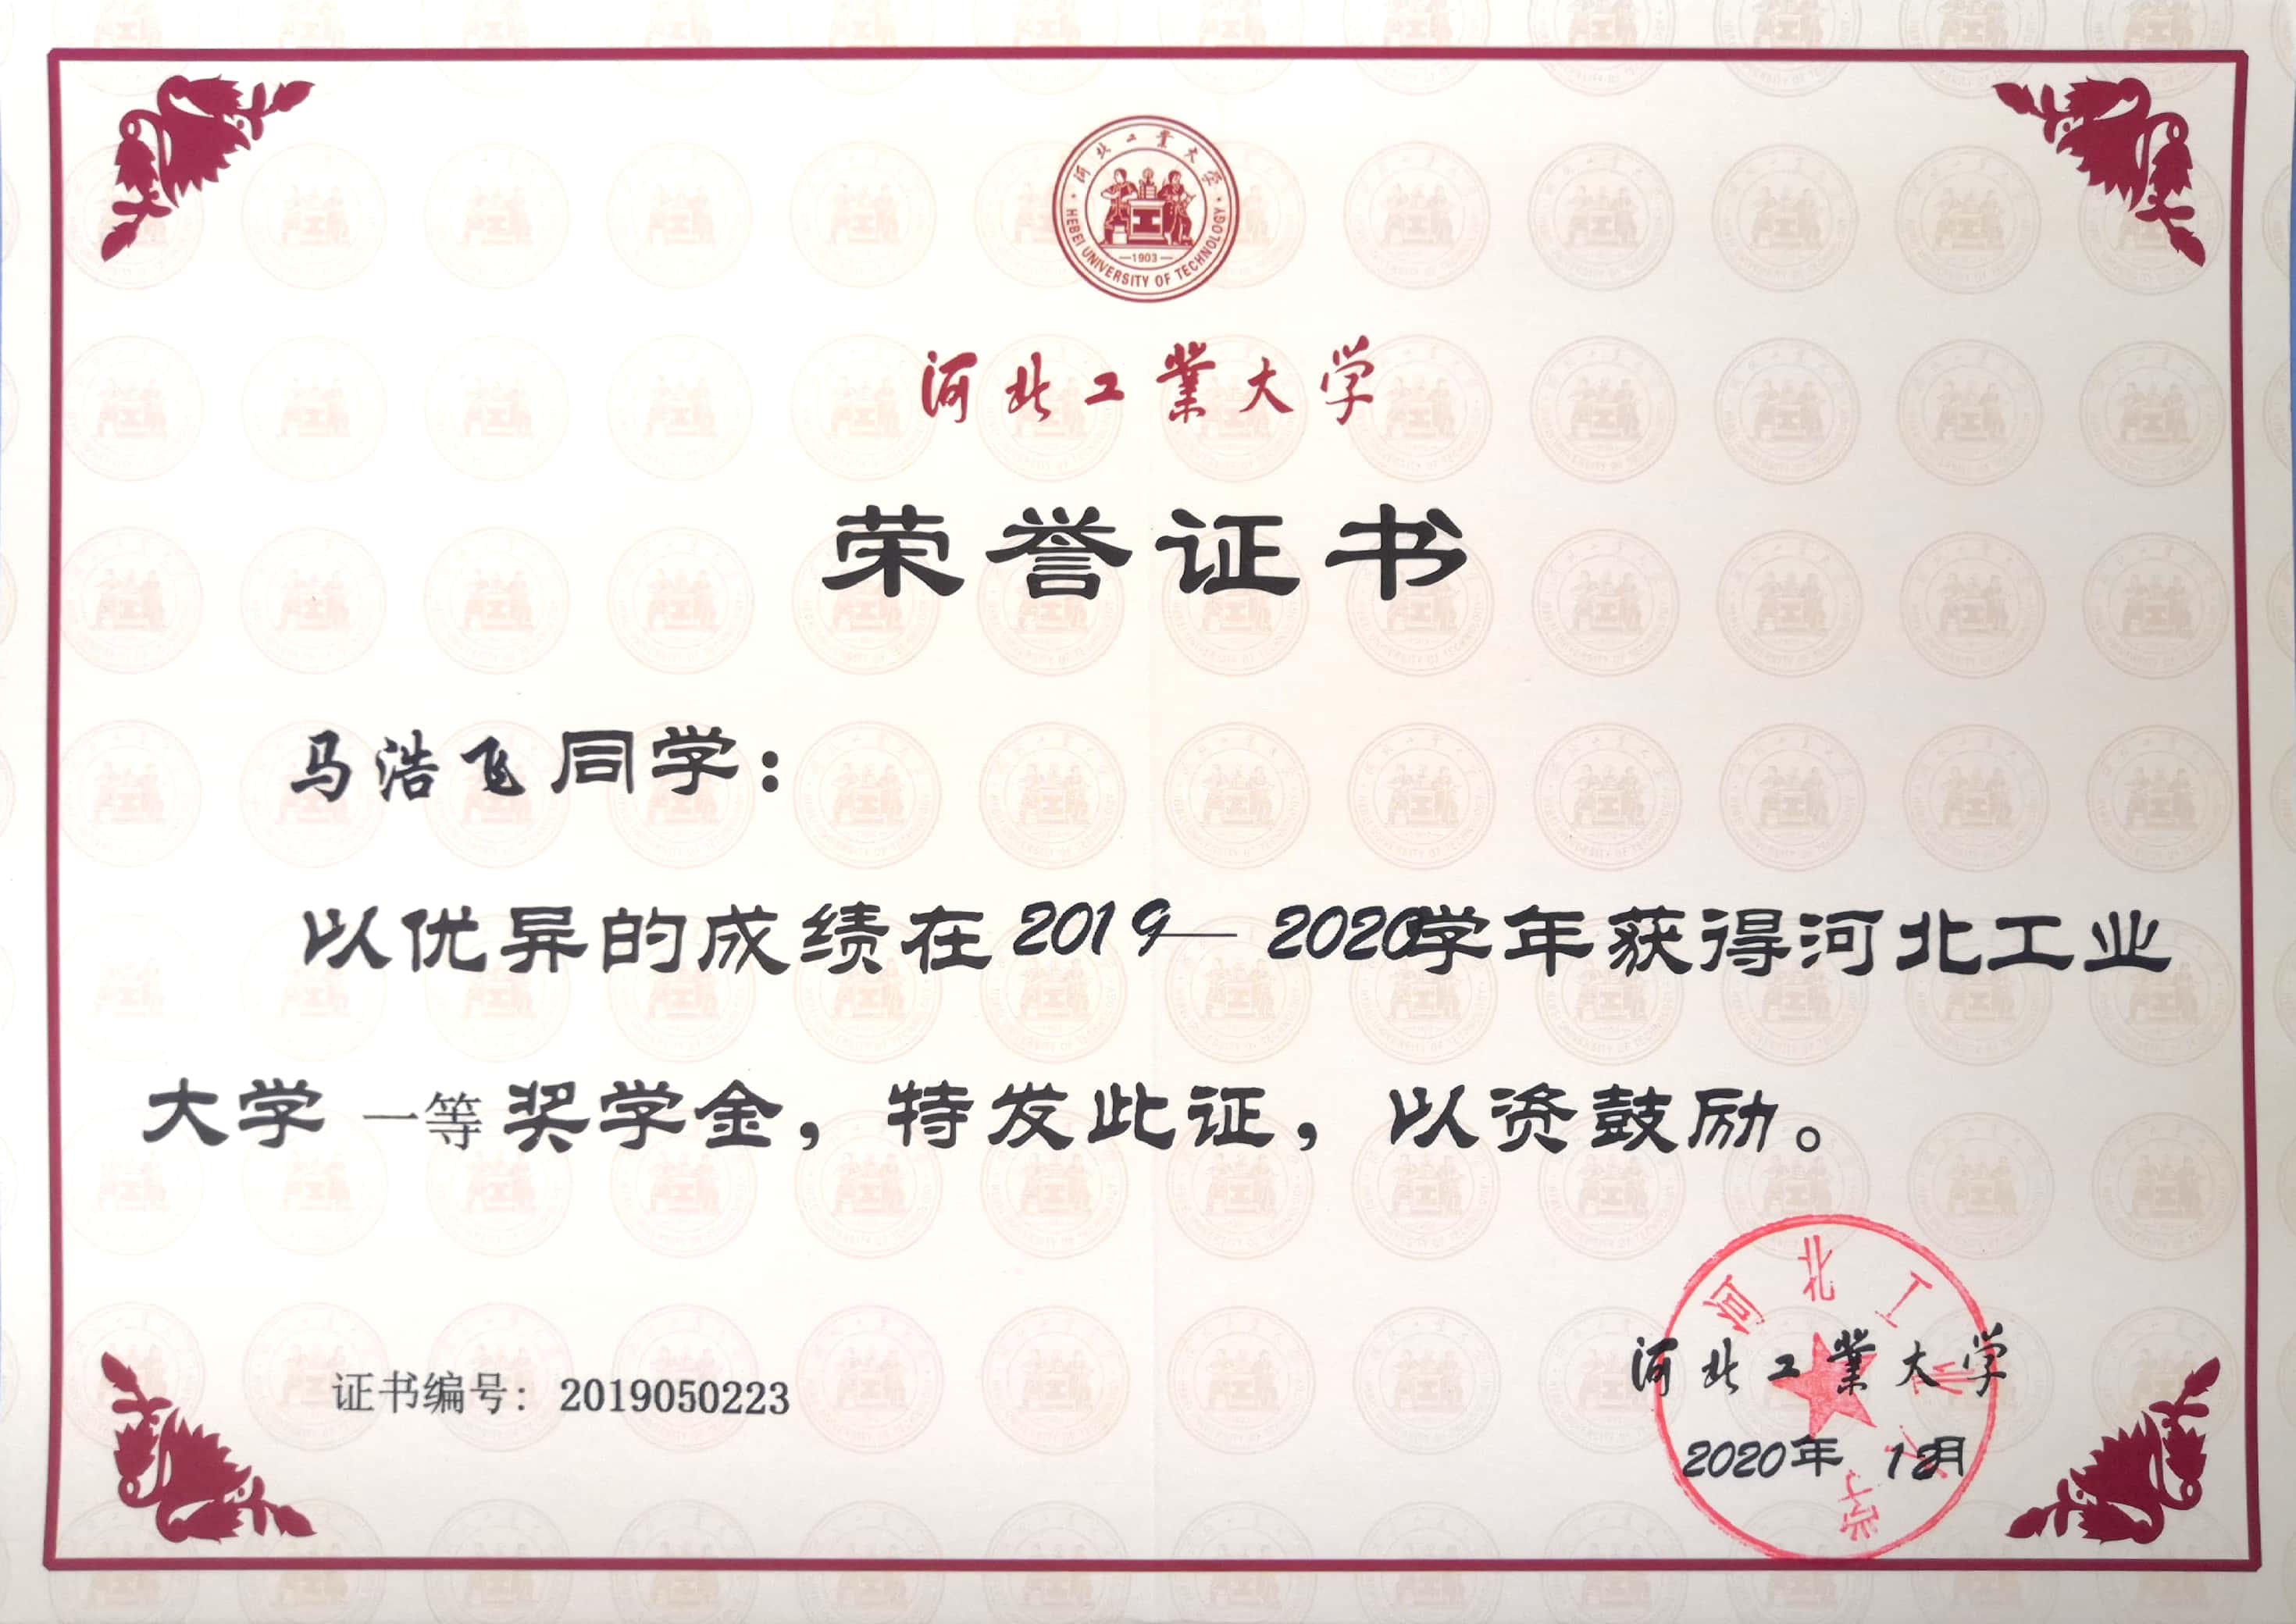 河北工業大学
HEBEI UNIVERSITY OF TECHNOLOGY
1903
河北工業大学
荣誉证书
马浩飞同学：
以优异的成绩在2019—2020学年获得河北工业
大学 一等 奖学金，特发此证，以资鼓励。
河北工业大学
证书编号：2019050223
河北工業大学
2020年 12月